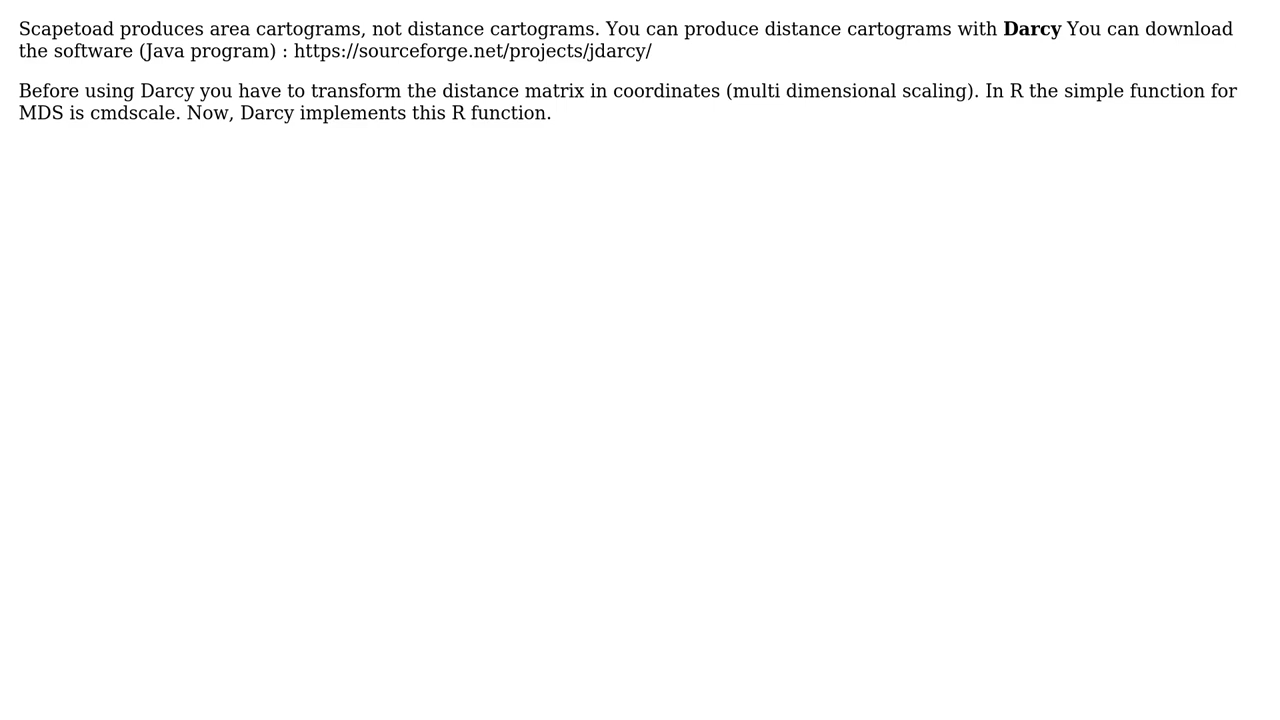 Scapetoad produces area cartograms, not distance cartograms. You can produce distance cartograms with Darcy You can download
the software (Java program) : https://sourceforge.net/projects/jdarcy/
Before using Darcy you have to transform the distance matrix in coordinates (multi dimensional scaling). In R the simple function for
MDS is cmdscale. Now, Darcy implements this R function.